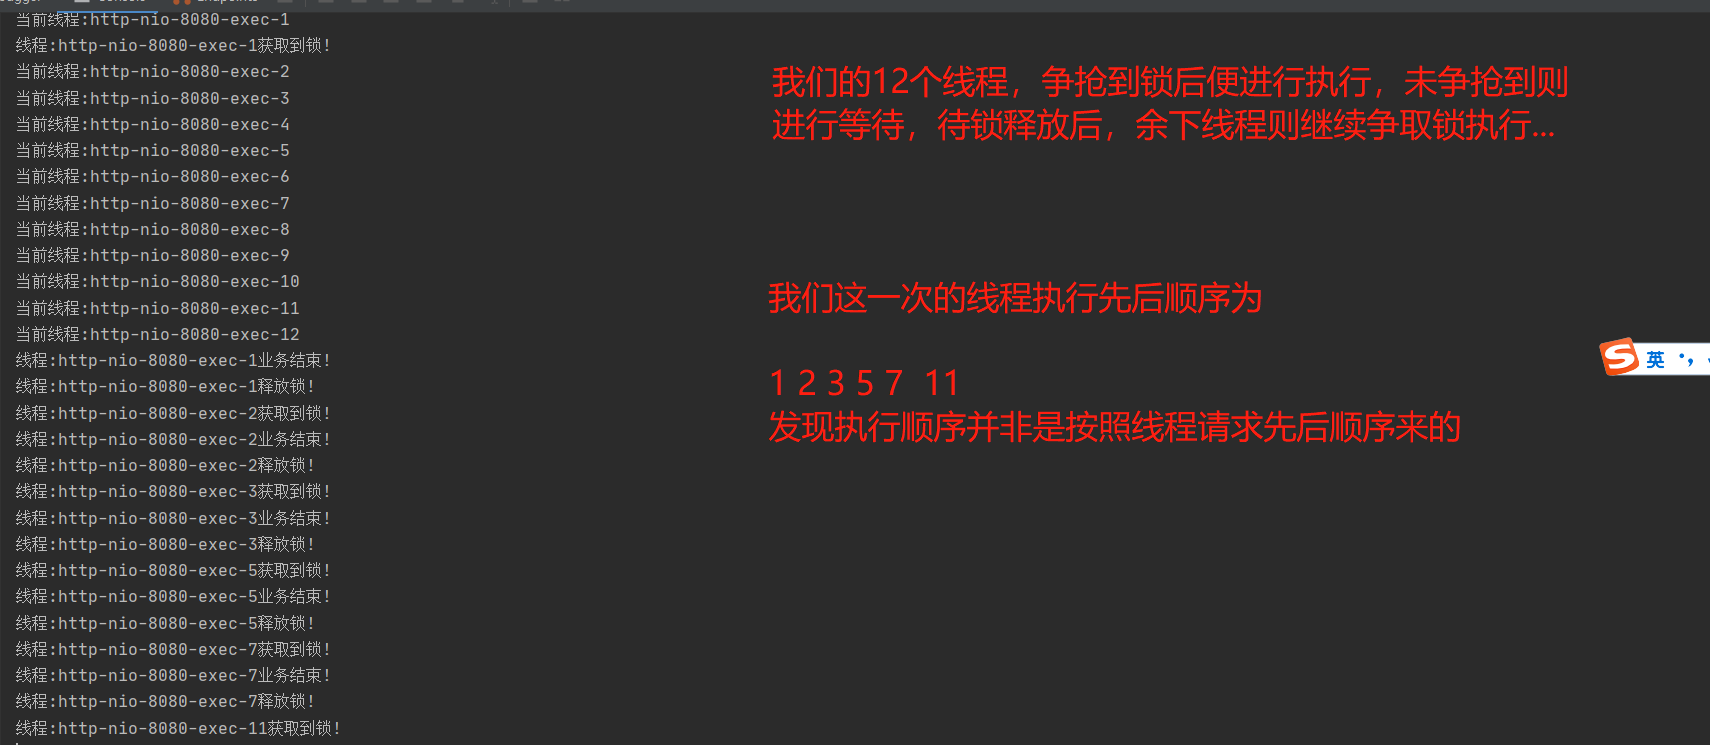 当前线程:http-nio-8080-exec-1
线程:http-nio-8080-exec-1获取到锁!
当前线程:http-nio-8080-exec-2
当前线程:http-nio-8080-exec-3
当前线程:http-nio-8080-exec-4
当前线程:http-nio-8080-exec-5
当前线程:http-nio-8080-exec-6
当前线程:http-nio-8080-exec-7
当前线程:http-nio-8080-exec-8
当前线程:http-nio-8080-exec-9
当前线程:http-nio-8080-exec-10
当前线程:http-nio-8080-exec-11
当前线程:http-nio-8080-exec-12
线程:http-nio-8080-exec-1业务结束!
线程:http-nio-8080-exec-1释放锁!
线程:http-nio-8080-exec-2获取到锁!
线程:http-nio-8080-exec-2业务结束!
线程:http-nio-8080-exec-2释放锁!
线程:http-nio-8080-exec-3获取到锁!
线程:http-nio-8080-exec-3业务结束!
线程:http-nio-8080-exec-3释放锁!
线程:http-nio-8080-exec-5获取到锁!
线程:http-nio-8080-exec-5业务结束!
线程:http-nio-8080-exec-5释放锁!
线程:http-nio-8080-exec-7获取到锁!
线程:http-nio-8080-exec-7业务结束!
线程:http-nio-8080-exec-7释放锁!
线程:http-nio-8080-exec-11获取到锁!
我们的12个线程，争抢到锁后便进行执行，未争抢到则
进行等待，待锁释放后，余下线程则继续争取锁执行...
我们这一次的线程执行先后顺序为
1 2 3 5 7 11
发现执行顺序并非是按照线程请求先后顺序来的
英